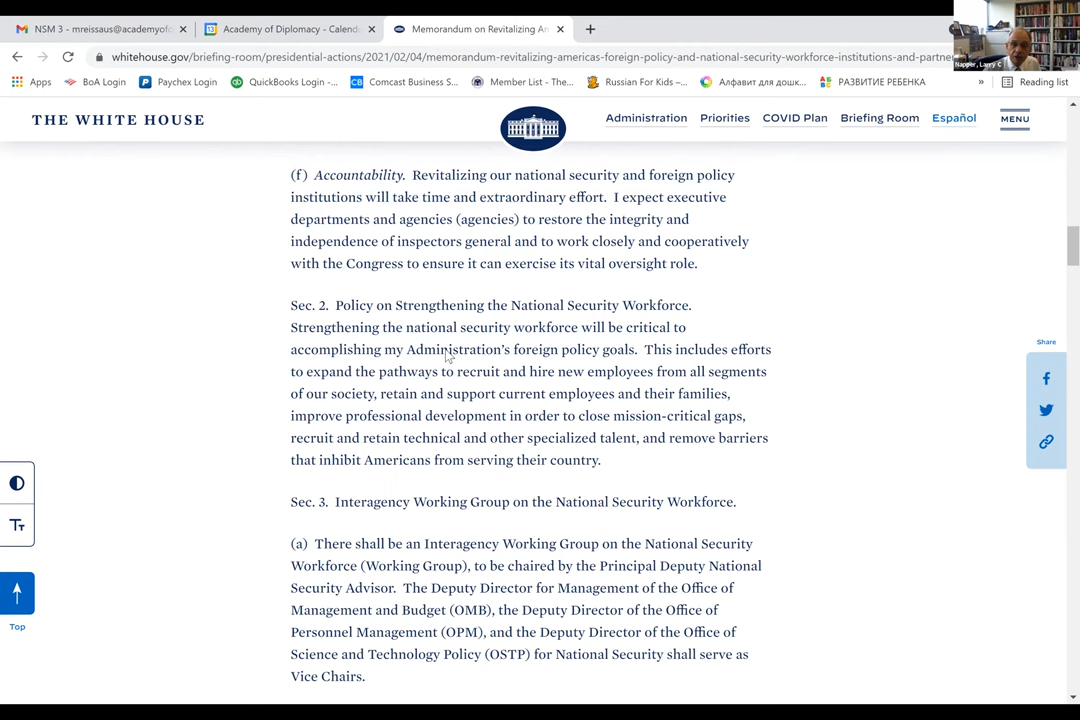 NSM 3 - mreissaus@academyofc
Academy of Diplomacy - Calenda
Memorandum on Revitalizing Am
whitehouse.gov/briefing-room/presidential-actions/2021/02/04/memorandum-revitalizing-americas-foreign-policy-and-national-security-workforce-institutions-and-partne
Apps
BoA Login
Paychex Login
QuickBooks Login -...
Comcast Business S...
Member List - The...
Russian For Kids –...
Алфавит для дошк...
РАЗВИТИЕ РЕБЕНКА
»
Reading list
Napper, Larry C
THE WHITE HOUSE
Administration
Priorities
COVID Plan
Briefing Room
Español
MENU
(f) Accountability. Revitalizing our national security and foreign policy
institutions will take time and extraordinary effort. I expect executive
departments and agencies (agencies) to restore the integrity and
independence of inspectors general and to work closely and cooperatively
with the Congress to ensure it can exercise its vital oversight role.
Sec. 2. Policy on Strengthening the National Security Workforce.
Strengthening the national security workforce will be critical to
accomplishing my Administration's foreign policy goals. This includes efforts
to expand the pathways to recruit and hire new employees from all segments
of our society, retain and support current employees and their families,
improve professional development in order to close mission-critical gaps,
recruit and retain technical and other specialized talent, and remove barriers
that inhibit Americans from serving their country.
Sec. 3. Interagency Working Group on the National Security Workforce.
(a) There shall be an Interagency Working Group on the National Security
Workforce (Working Group), to be chaired by the Principal Deputy National
Security Advisor. The Deputy Director for Management of the Office of
Management and Budget (OMB), the Deputy Director of the Office of
Personnel Management (OPM), and the Deputy Director of the Office of
Science and Technology Policy (OSTP) for National Security shall serve as
Vice Chairs.
Share
TT
Top